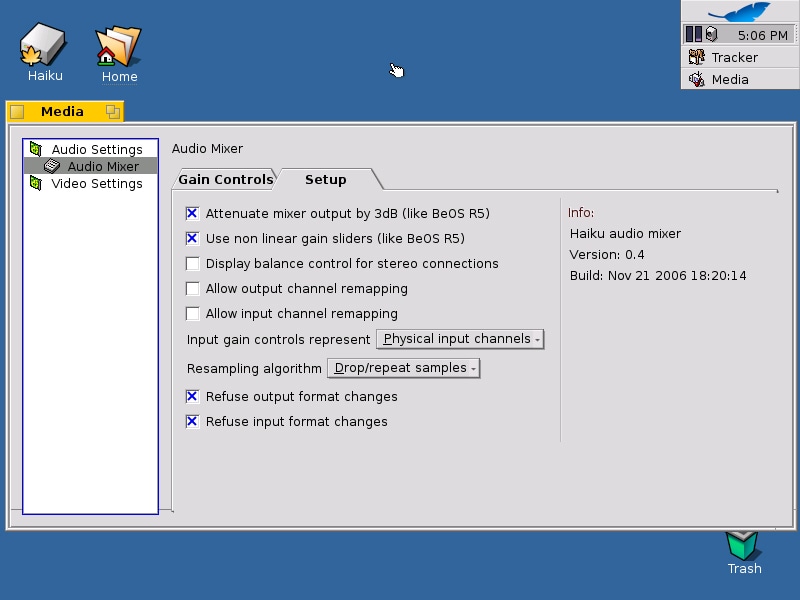 Haiku
Home
5:06 PM
Tracker
Media
Media
Audio Settings
Audio Mixer
Video Settings
Audio Mixer
Gain Controls
Setup
Attenuate mixer output by 3dB (like BeOS R5)
Use non linear gain sliders (like BeOS R5)
Display balance control for stereo connections
Allow output channel remapping
Allow input channel remapping
Input gain controls represent Physical input channels
Resampling algorithm Drop/repeat samples
Refuse output format changes
Refuse input format changes
Info:
Haiku audio mixer
Version: 0.4
Build: Nov 21 2006 18:20:14
Trash